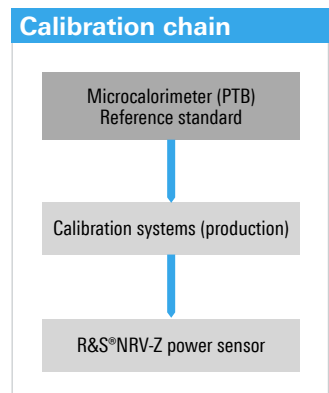 Calibration chain
Microcalorimeter (PTB)
Reference standard
Calibration systems (production)
R&S®NRV-Z power sensor